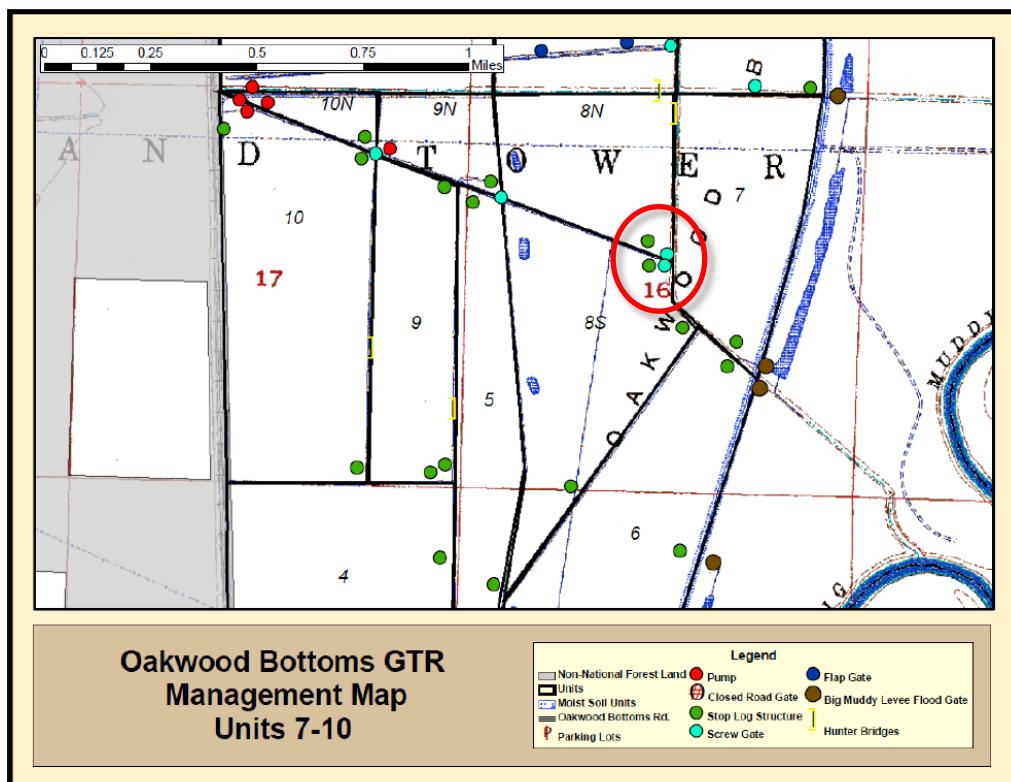 0 0.125 0.25 0.5 0.75 1
Miles
10N
9N
8N
B
A N D T O W E R
7
10
17
16
9
8S
5
OAKWOOD
MUDDY
6
4
IG
Oakwood Bottoms GTR
Management Map
Units 7-10
Legend
Non-National Forest Land
Units
Moist Soil Units
Oakwood Bottoms Rd.
Parking Lots
Pump
Closed Road Gate
Stop Log Structure
Screw Gate
Flap Gate
Big Muddy Levee Flood Gate
Hunter Bridges